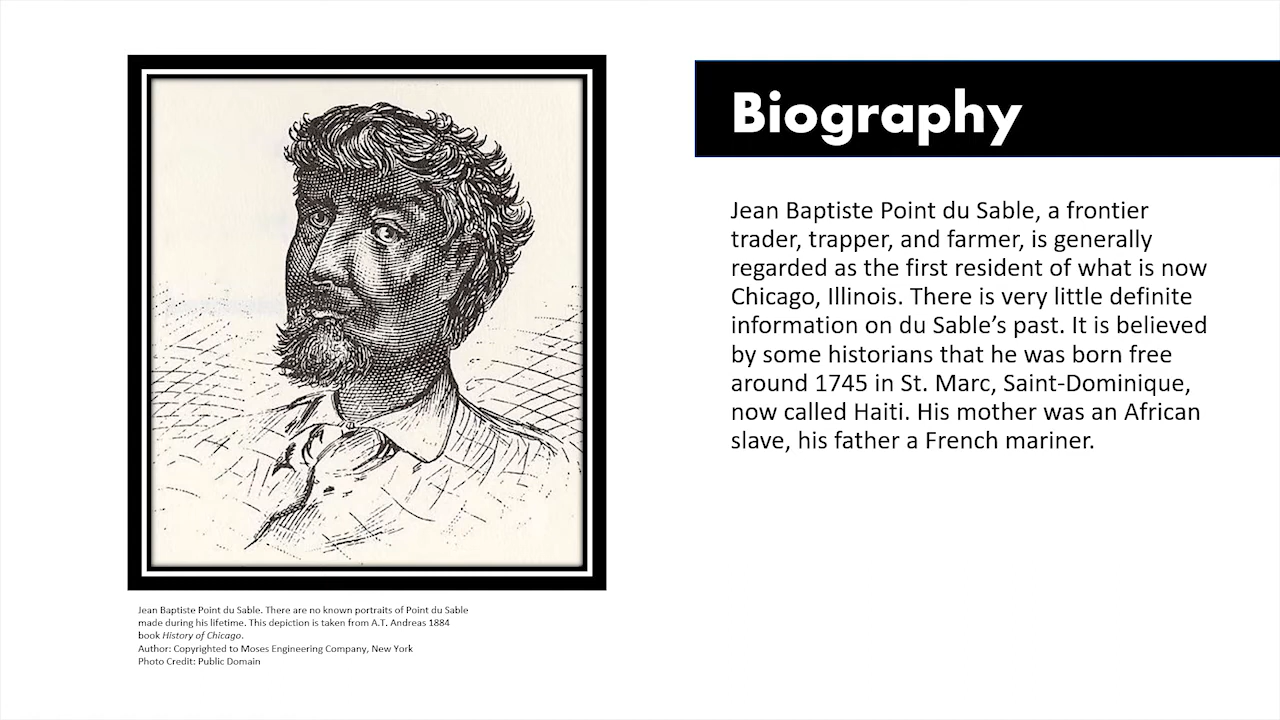 Biography
Jean Baptiste Point du Sable, a frontier
trader, trapper, and farmer, is generally
regarded as the first resident of what is now
Chicago, Illinois. There is very little definite
information on du Sable’s past. It is believed
by some historians that he was born free
around 1745 in St. Marc, Saint-Dominique,
now called Haiti. His mother was an African
slave, his father a French mariner.
Jean Baptiste Point du Sable. There are no known portraits of Point du Sable
made during his lifetime. This depiction is taken from A.T. Andreas 1884
book History of Chicago.
Author: Copyrighted to Moses Engineering Company, New York
Photo Credit: Public Domain